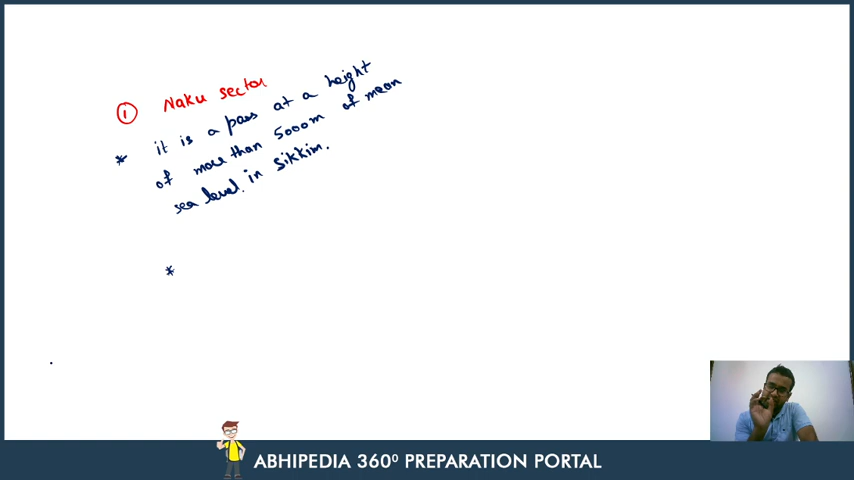 1 Naku sector
* it is a pass at a height
of more than 5000m of mean
sea level. in Sikkim.
*
ABHIPEDIA 360⁰ PREPARATION PORTAL